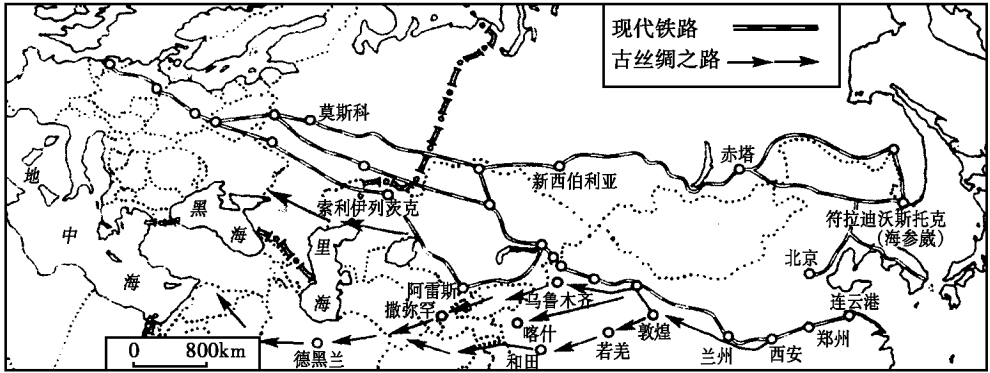 现代铁路
古丝绸之路
莫斯科
新西伯利亚
赤塔
符拉迪沃斯托克
(海参崴)
北京
连云港
郑州
西安
兰州
敦煌
若羌
和田
喀什
乌鲁木齐
阿雷斯
撒弥罕
德黑兰
索利伊列茨克
里
海
黑
海
地
中
海
0 800km